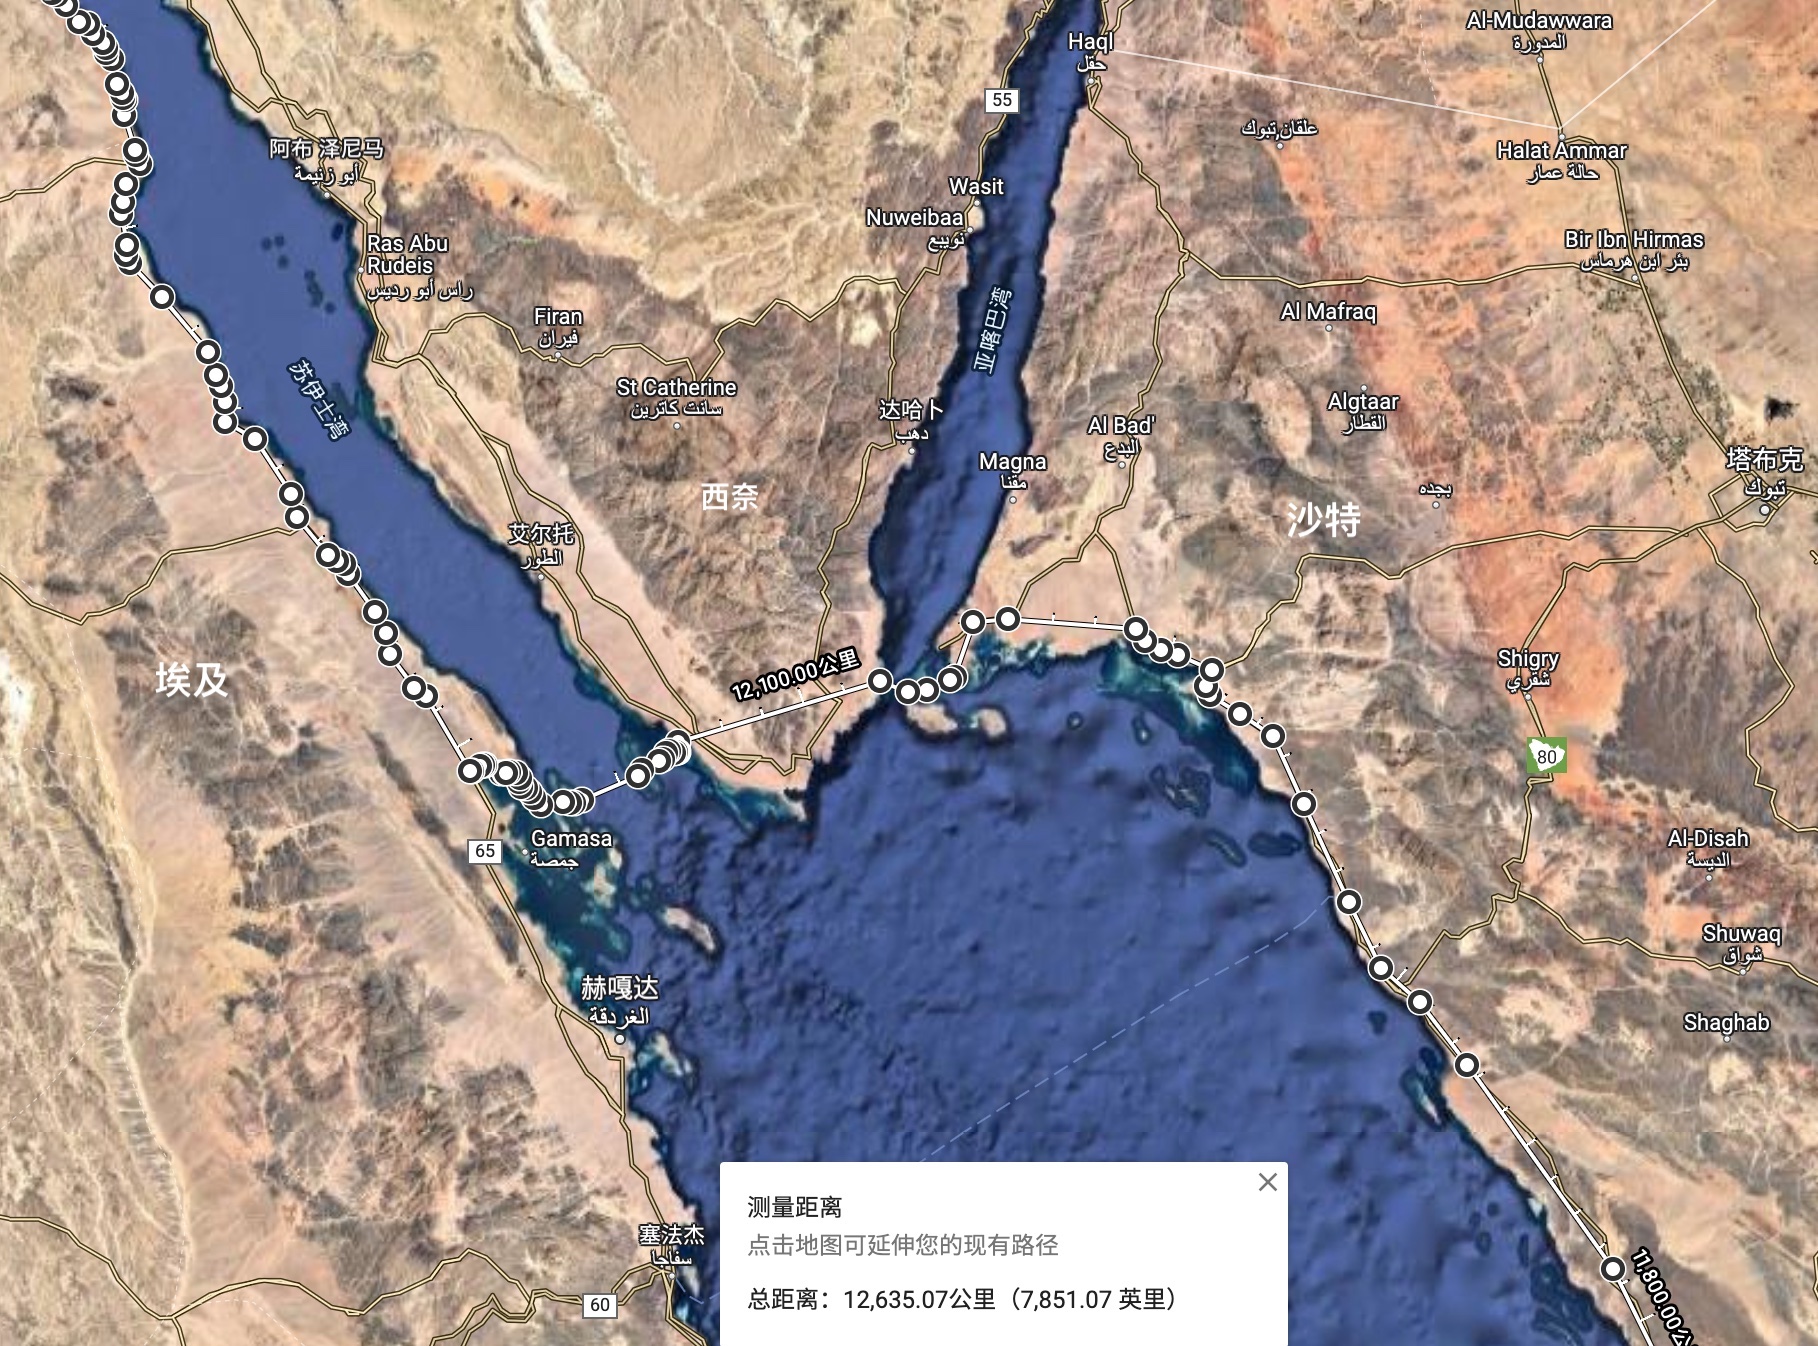 Al-Mudawwara
المدورة
Haql
حقل
55
علقان,تبوك
Halat Ammar
حالة عمار
阿布 泽尼马
أبو زنيمة
Wasit
Nuweibaa
نويبع
Ras Abu
Rudeis
راس أبو رديس
Bir Ibn Hirmas
بئر ابن هرماس
Firan
فيران
Al Mafraq
亚喀巴湾
苏伊士湾
St Catherine
سانت كاترين
达哈卜
دهب
Al Bad'
البدع
Algtaar
القطار
Magna
مقنا
塔布克
تبوك
西奈
بجده
沙特
艾尔托
الطور
埃及
12,100.00公里
Shigry
شقري
80
Gamasa
جمصة
65
Al-Disah
الديسة
Shuwaq
شواق
赫嘎达
الغردقة
Shaghab
塞法杰
سفاجا
60
11,800.00公
测量距离
点击地图可延伸您的现有路径
总距离：12,635.07公里（7,851.07 英里）